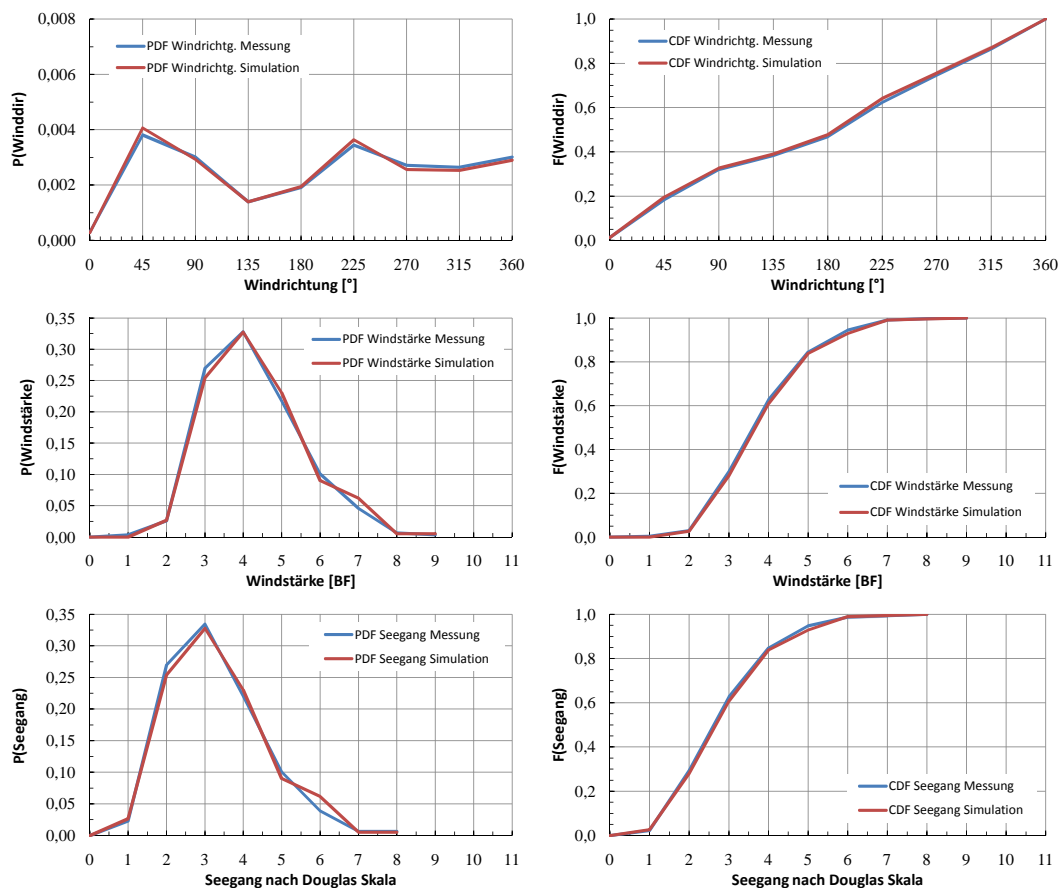 0,008
0,006
0,004
0,002
0,000
P(Winddir)
PDF Windrichtg. Messung
PDF Windrichtg. Simulation
0 45 90 135 180 225 270 315 360
Windrichtung [°]
1,0
0,8
0,6
0,4
0,2
0,0
F(Winddir)
CDF Windrichtg. Messung
CDF Windrichtg. Simulation
0 45 90 135 180 225 270 315 360
Windrichtung [°]
0,35
0,30
0,25
0,20
0,15
0,10
0,05
0,00
P(Windstärke)
PDF Windstärke Messung
PDF Windstärke Simulation
0 1 2 3 4 5 6 7 8 9 10 11
Windstärke [BF]
1,0
0,8
0,6
0,4
0,2
0,0
F(Windstärke)
CDF Windstärke Messung
CDF Windstärke Simulation
0 1 2 3 4 5 6 7 8 9 10 11
Windstärke [BF]
0,35
0,30
0,25
0,20
0,15
0,10
0,05
0,00
P(Seegang)
PDF Seegang Messung
PDF Seegang Simulation
0 1 2 3 4 5 6 7 8 9 10 11
Seegang nach Douglas Skala
1,0
0,8
0,6
0,4
0,2
0,0
F(Seegang)
CDF Seegang Messung
CDF Seegang Simulation
0 1 2 3 4 5 6 7 8 9 10 11
Seegang nach Douglas Skala